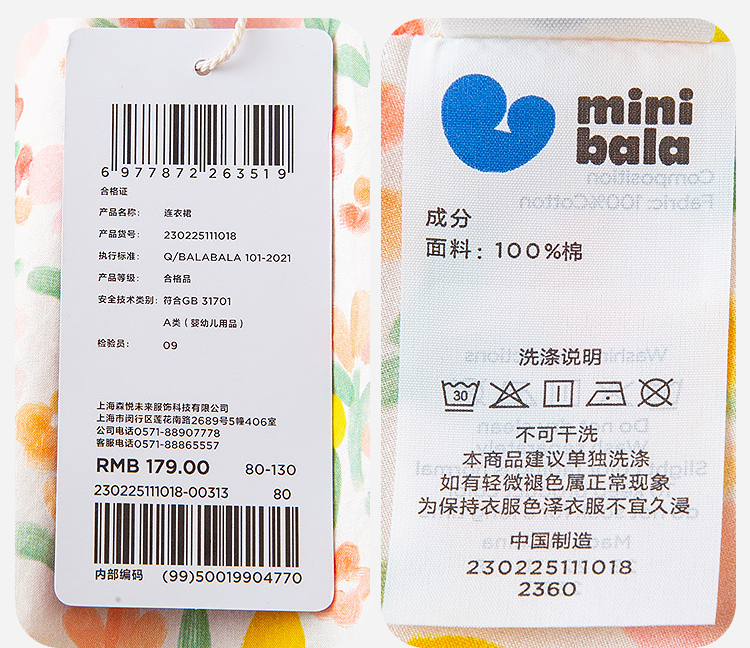 6 977872 263519
合格证
产品名称: 连衣裙
产品货号: 230225111018
执行标准: Q/BALABALA 101-2021
产品等级: 合格品
安全技术类别: 符合GB 31701
A类（婴幼儿用品）
检验员: 09
上海森悦未来服饰科技有限公司
上海市闵行区莲花南路2689号5幢406室
公司电话0571-88907778
客服电话0571-88865557
RMB 179.00 80-130
230225111018-00313 80
内部编码 (99)50019904770
mini
bala
Composition
Fabric: 100%Cotton
成分
面料: 100%棉
洗涤说明
30
不可干洗
本商品建议单独洗涤
如有轻微褪色属正常现象
为保持衣服色泽衣服不宜久浸
中国制造
230225111018
2360